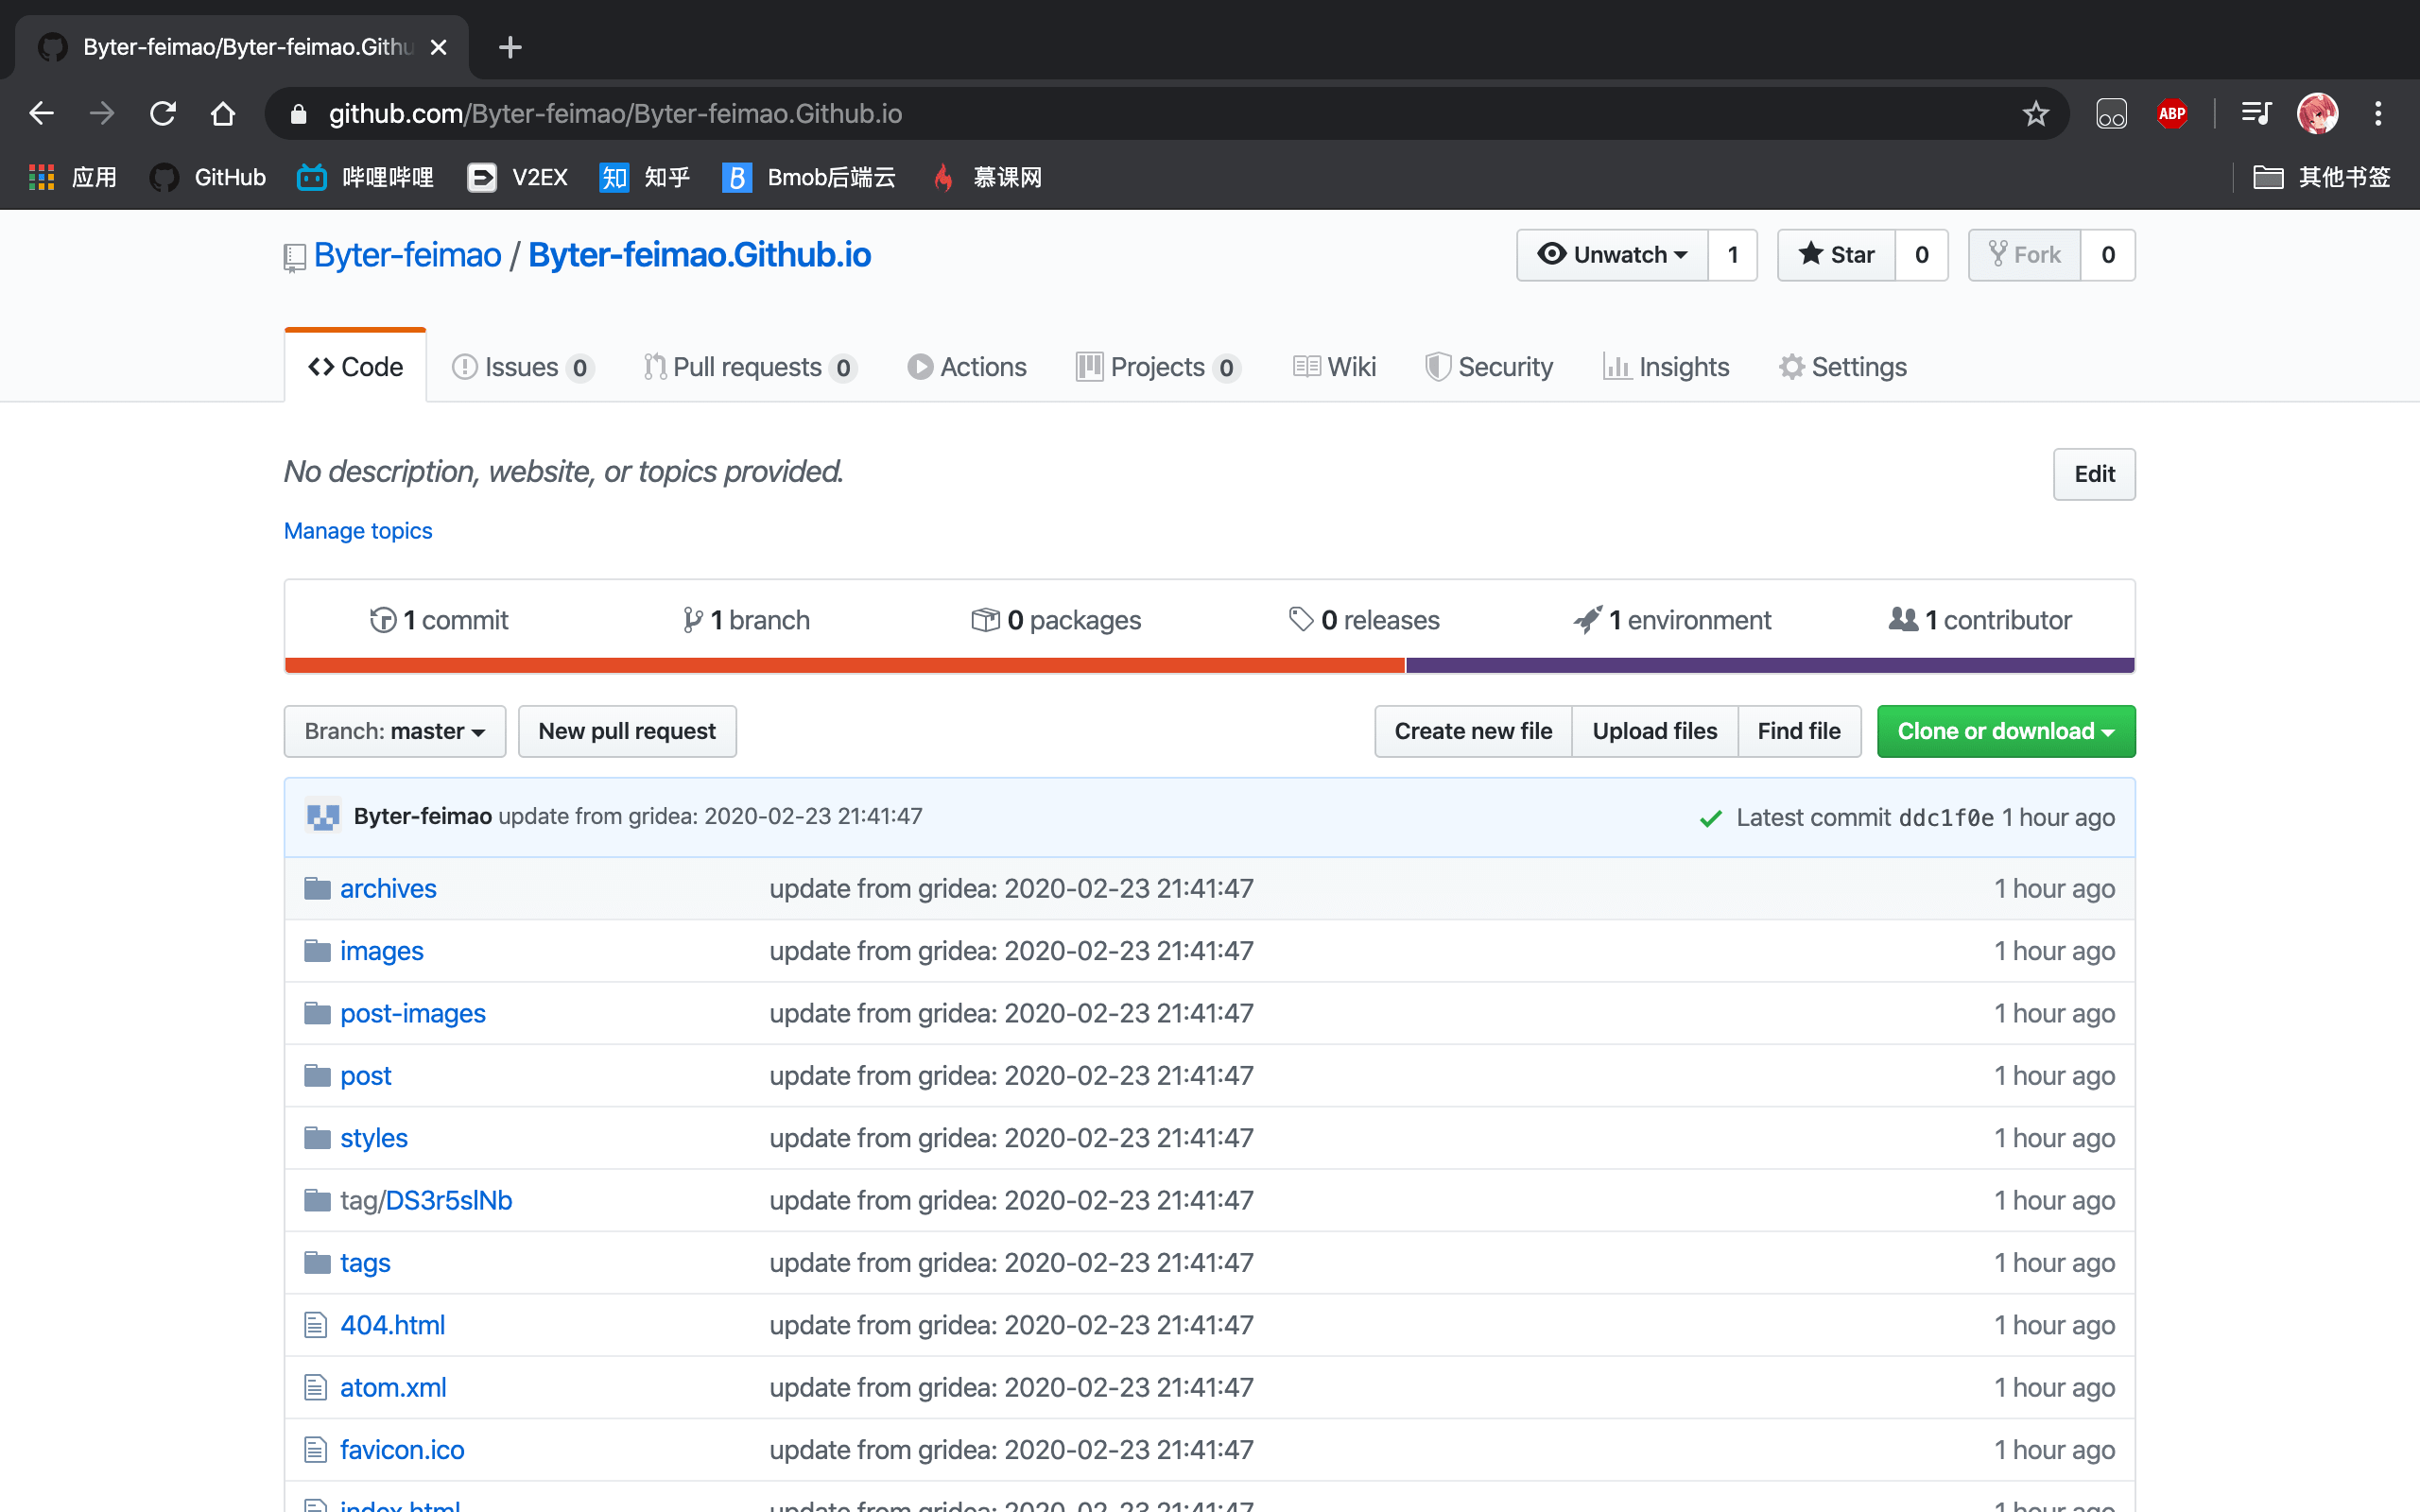 Byter-feimao/Byter-feimao.Githu
github.com/Byter-feimao/Byter-feimao.Github.io
ABP
应用 GitHub 哔哩哔哩 V2EX 知 知乎 B Bmob后端云 慕课网 其他书签
Byter-feimao / Byter-feimao.Github.io Unwatch 1 Star 0 Fork 0
Code Issues 0 Pull requests 0 Actions Projects 0 Wiki Security Insights Settings
No description, website, or topics provided. Edit
Manage topics
1 commit 1 branch 0 packages 0 releases 1 environment 1 contributor
Branch: master New pull request Create new file Upload files Find file Clone or download
Byter-feimao update from gridea: 2020-02-23 21:41:47 Latest commit ddc1f0e 1 hour ago
archives update from gridea: 2020-02-23 21:41:47 1 hour ago
images update from gridea: 2020-02-23 21:41:47 1 hour ago
post-images update from gridea: 2020-02-23 21:41:47 1 hour ago
post update from gridea: 2020-02-23 21:41:47 1 hour ago
styles update from gridea: 2020-02-23 21:41:47 1 hour ago
tag/DS3r5slNb update from gridea: 2020-02-23 21:41:47 1 hour ago
tags update from gridea: 2020-02-23 21:41:47 1 hour ago
404.html update from gridea: 2020-02-23 21:41:47 1 hour ago
atom.xml update from gridea: 2020-02-23 21:41:47 1 hour ago
favicon.ico update from gridea: 2020-02-23 21:41:47 1 hour ago
index.html update from gridea: 2020-02-23 21:41:47 1 hour ago